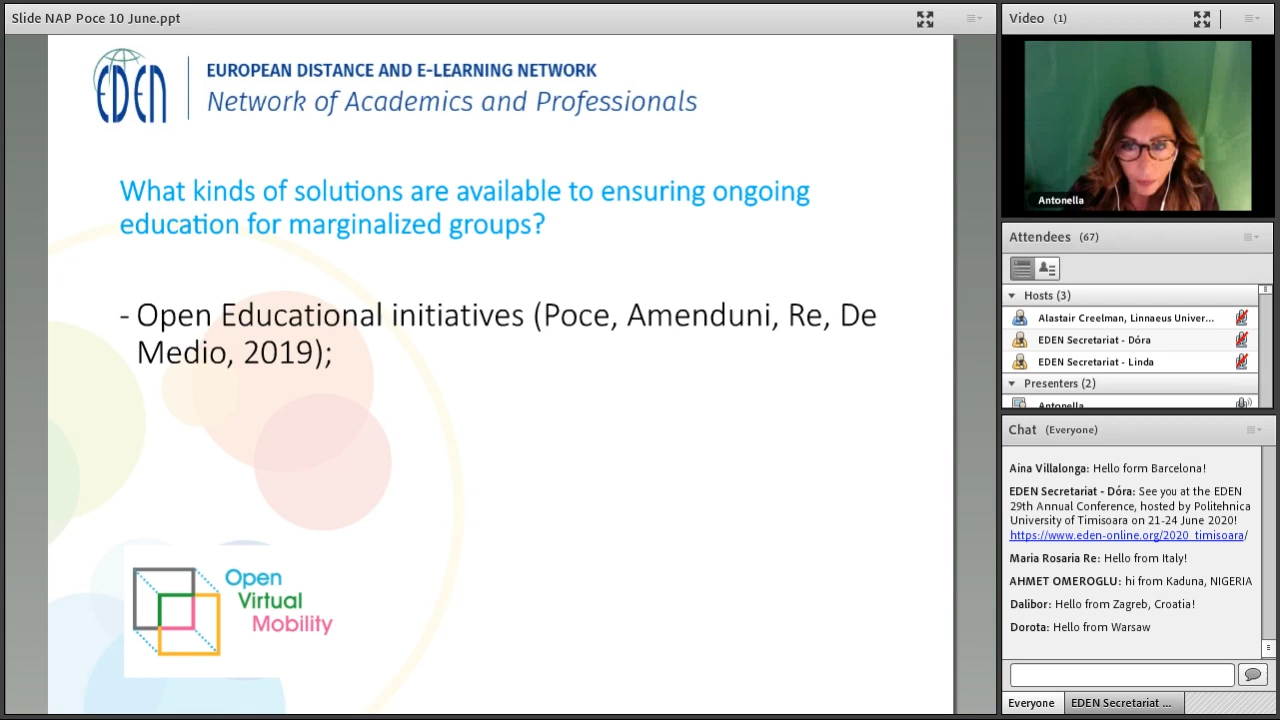 Slide NAP Poce 10 June.ppt
EDEN
EUROPEAN DISTANCE AND E-LEARNING NETWORK
Network of Academics and Professionals
What kinds of solutions are available to ensuring ongoing
education for marginalized groups?
- Open Educational initiatives (Poce, Amenduni, Re, De
Medio, 2019);
Open
Virtual
Mobility
Video (1)
Antonella
Attendees (67)
Hosts (3)
Alastair Creelman, Linnaeus Univer...
EDEN Secretariat - Dóra
EDEN Secretariat - Linda
Presenters (2)
Antonella
Chat (Everyone)
Aina Villalonga: Hello form Barcelona!
EDEN Secretariat - Dóra: See you at the EDEN
29th Annual Conference, hosted by Politehnica
University of Timisoara on 21-24 June 2020!
https://www.eden-online.org/2020_timisoara/
Maria Rosaria Re: Hello from Italy!
AHMET OMEROGLU: hi from Kaduna, NIGERIA
Dalibor: Hello from Zagreb, Croatia!
Dorota: Hello from Warsaw
Everyone
EDEN Secretariat ...